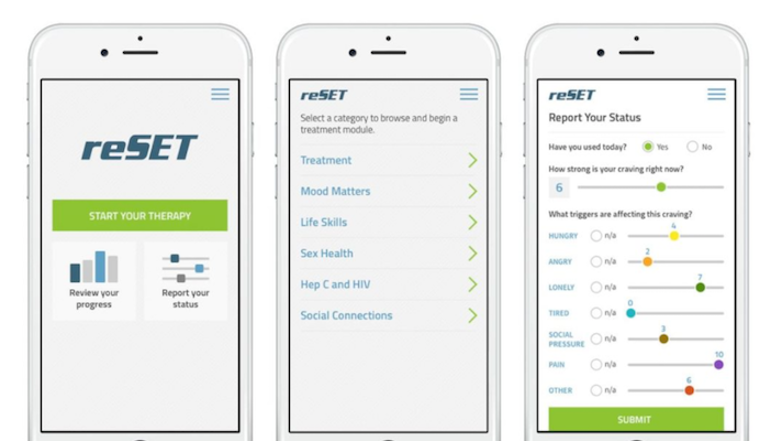 reSET
START YOUR THERAPY
Review your
progress
Report your
status
reSET
Select a category to browse and begin a
treatment module.
Treatment
Mood Matters
Life Skills
Sex Health
Hep C and HIV
Social Connections
reSET
Report Your Status
Have you used today? Yes No
How strong is your craving right now?
6
What triggers are affecting this craving?
4
HUNGRY n/a
2
ANGRY n/a
7
LONELY n/a
0
TIRED n/a
3
SOCIAL
PRESSURE n/a
10
PAIN n/a
6
OTHER n/a
SUBMIT